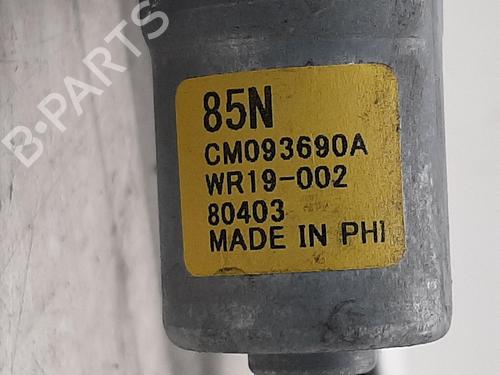 B-PARTS
85N
CM093690A
WR19-002
80403
MADE IN PHI